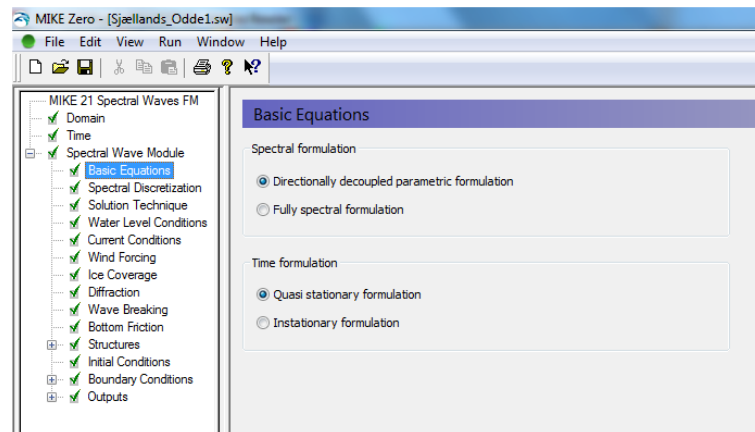 MIKE Zero - [Sjællands_Odde1.sw]
File Edit View Run Window Help
MIKE 21 Spectral Waves FM
Domain
Time
Spectral Wave Module
Basic Equations
Spectral Discretization
Solution Technique
Water Level Conditions
Current Conditions
Wind Forcing
Ice Coverage
Diffraction
Wave Breaking
Bottom Friction
Structures
Initial Conditions
Boundary Conditions
Outputs
Basic Equations
Spectral formulation
Directionally decoupled parametric formulation
Fully spectral formulation
Time formulation
Quasi stationary formulation
Instationary formulation